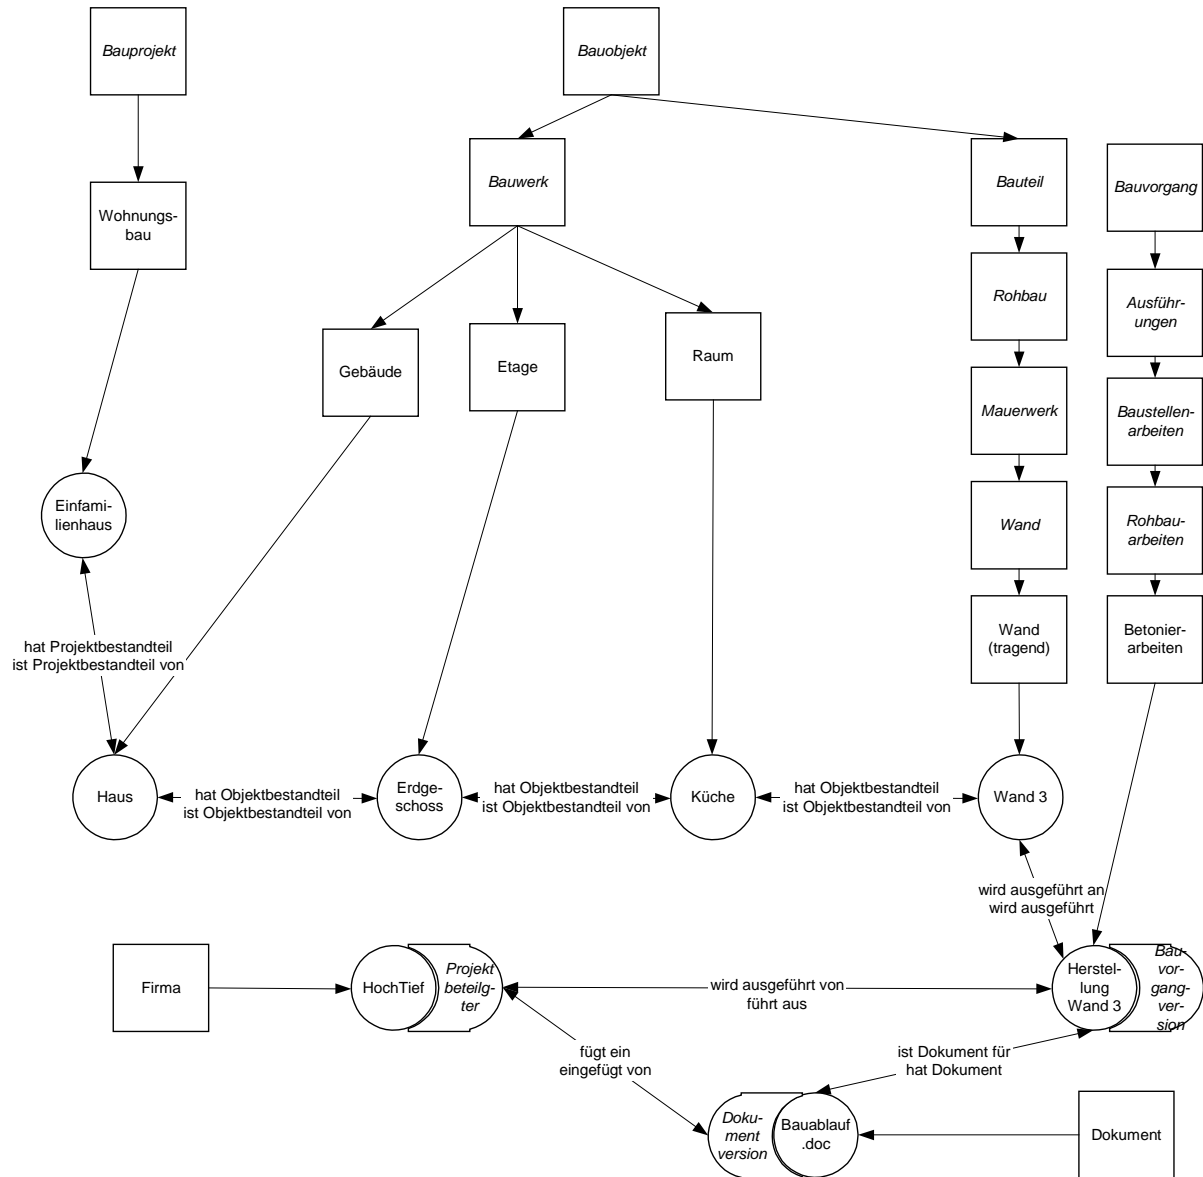 Bauprojekt
Bauobjekt
Bauwerk
Bauteil
Bauvorgang
Wohnungs-
bau
Rohbau
Ausführ-
ungen
Gebäude
Etage
Raum
Mauerwerk
Baustellen-
arbeiten
Einfami-
lienhaus
Wand
Rohbau-
arbeiten
hat Projektbestandteil
ist Projektbestandteil von
Wand
(tragend)
Betonier-
arbeiten
Haus
hat Objektbestandteil
ist Objektbestandteil von
Erdge-
schoss
hat Objektbestandteil
ist Objektbestandteil von
Küche
hat Objektbestandteil
ist Objektbestandteil von
Wand 3
wird ausgeführt an
wird ausgeführt
Firma
HochTief
Projekt
beteilg-
ter
wird ausgeführt von
führt aus
Herstel-
lung
Wand 3
Bau-
vor-
gang-
ver-
sion
fügt ein
eingefügt von
ist Dokument für
hat Dokument
Doku-
ment
version
Bauablauf
.doc
Dokument